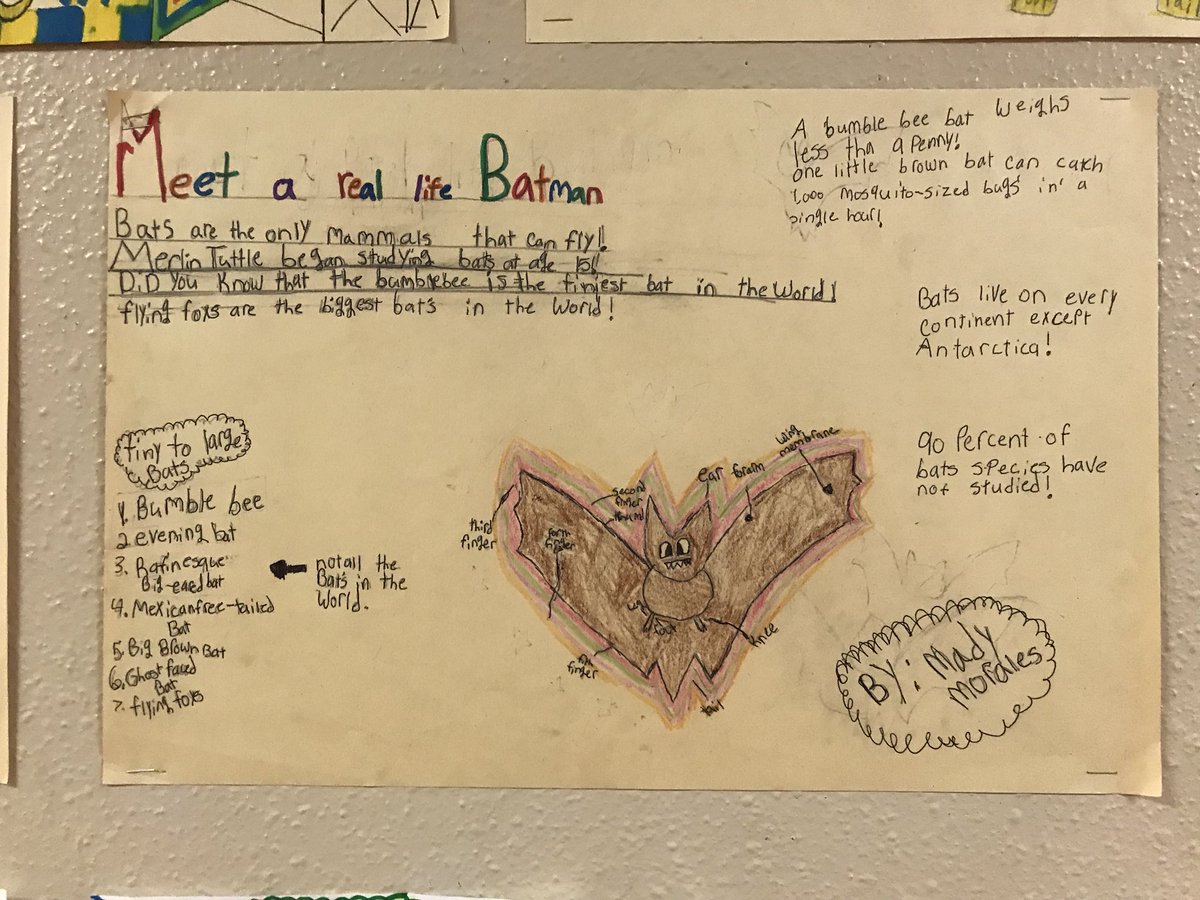 Meet a real life Batman
Bats are the only mammals that can fly!!
Merlin Tuttle began studying bats at age 15!!
DiD You Know that the bumblebee is the tiniest bat in the World!
flying foxs are the biggest bats in the World!
A bumble bee bat weighs
less tha a penny!
one little brown bat can catch
1,000 mosquito-sized bugs in a
single hour!
Bats live on every
continent except
Antarctica!
90 Percent of
bats species have
not studied!
tiny to large
Bats
1. Bumble bee
2 evening bat
3. Rafinesque
Big-eared bat
4. Mexican free-tailed
Bat
5. Big Brown Bat
6. Ghost faced
Bat
7. flying foxs
not all the
Bats in the
World.
wing
membrane
ear
second
finger
thumb
third
finger
finger
finger
foot
knee
tail
BY: Mady
Morales